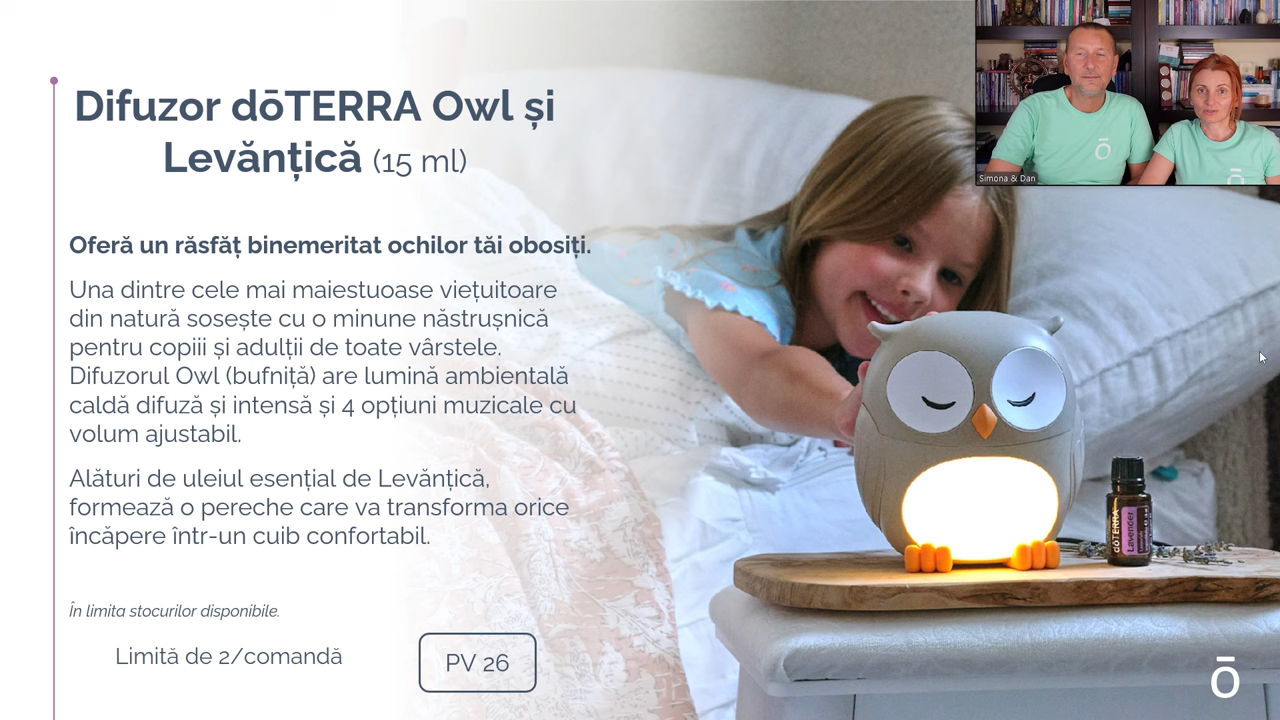 Difuzor dōTERRA Owl și
Levănțică (15 ml)
Oferă un răsfăț binemeritat ochilor tăi obosiți.
Una dintre cele mai maiestuoase viețuitoare
din natură sosește cu o minune năstrușnică
pentru copiii și adulții de toate vârstele.
Difuzorul Owl (bufniță) are lumină ambientală
caldă difuză și intensă și 4 opțiuni muzicale cu
volum ajustabil.
Alături de uleiul esențial de Levănțică,
formează o pereche care va transforma orice
încăpere într-un cuib confortabil.
În limita stocurilor disponibile.
Limită de 2/comandă
PV 26
Simona & Dan
dōTERRA
Lavender
ō